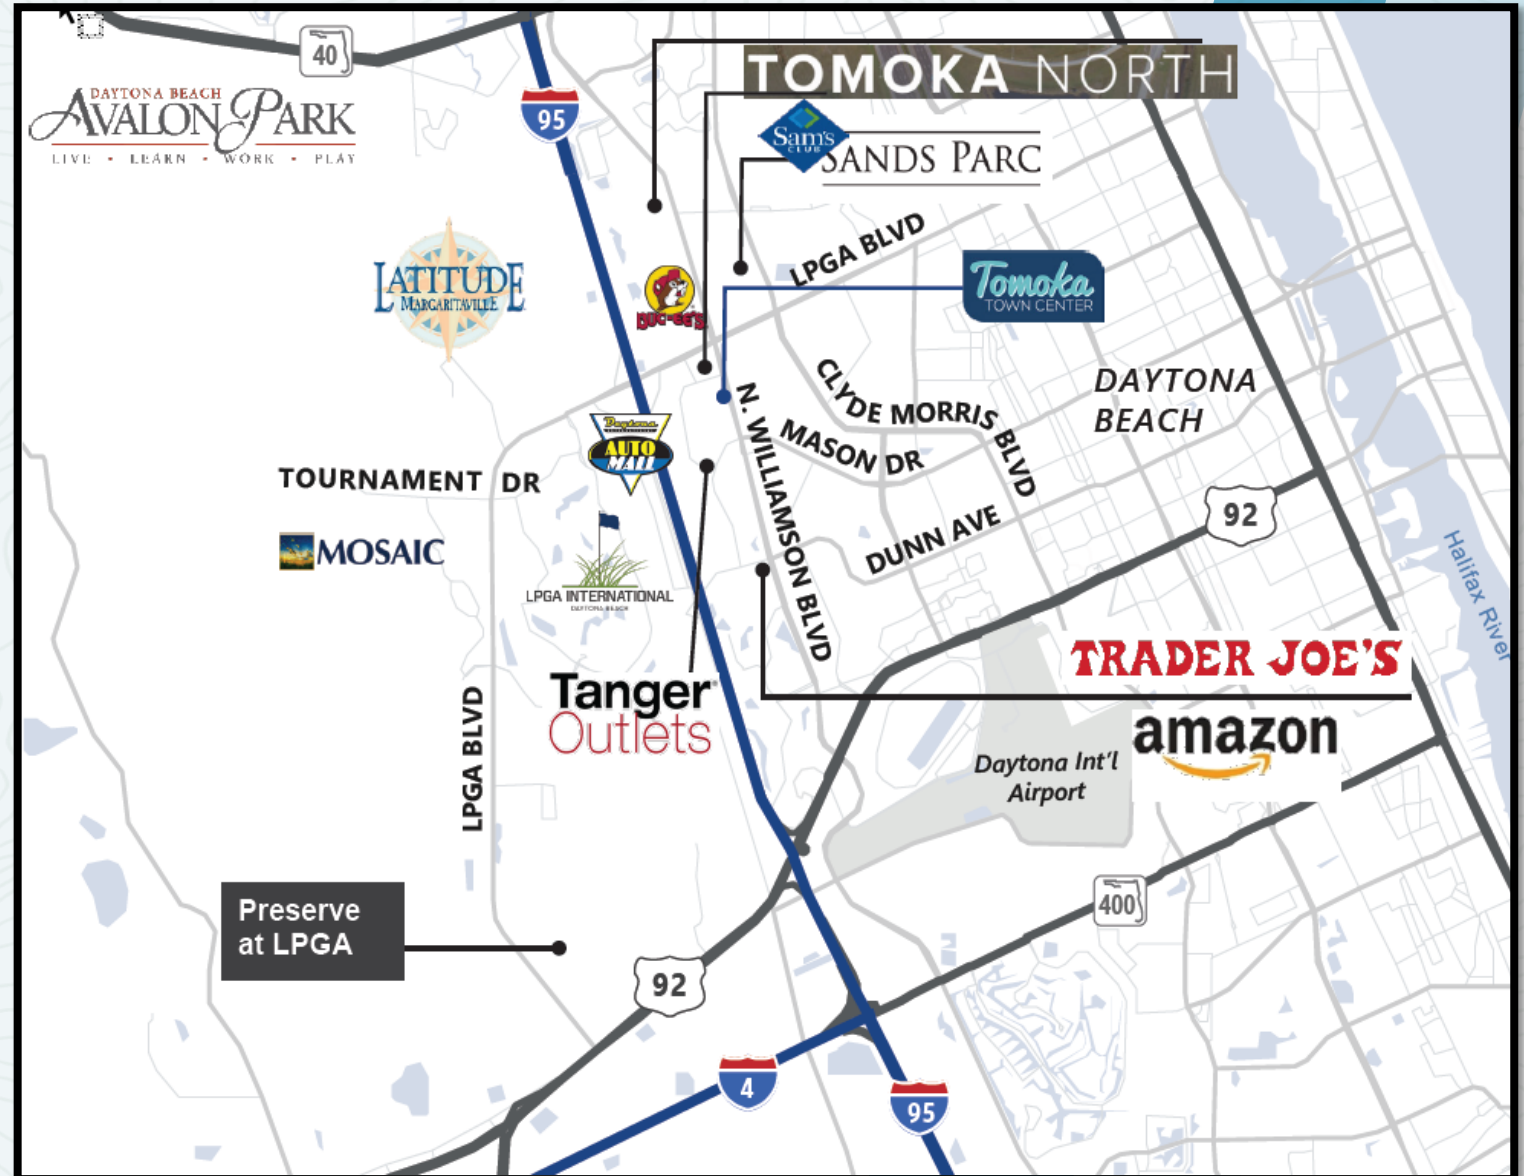 40
DAYTONA BEACH
AVALON PARK
LIVE • LEARN • WORK • PLAY
95
TOMOKA NORTH
Sam's
CLUB
SANDS PARC
LPGA BLVD
LATITUDE
MARGARITAVILLE
BUC-EE'S
Tomoka
TOWN CENTER
CLYDE MORRIS BLVD
DAYTONA
BEACH
N. WILLIAMSON BLVD
MASON DR
Daytona
AUTO
MALL
TOURNAMENT DR
92
DUNN AVE
MOSAIC
Halifax River
LPGA INTERNATIONAL
DAYTONA BEACH
TRADER JOE'S
Tanger
Outlets
LPGA BLVD
amazon
Daytona Int'l
Airport
Preserve
at LPGA
400
92
4
95